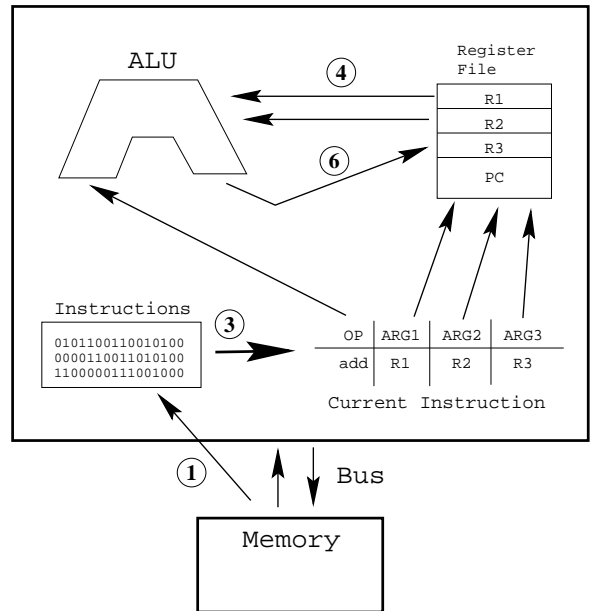 ALU
Register
File
4
R1
R2
R3
PC
6
Instructions
0101100110010100
0000110011010100
1100000111001000
3
OP ARG1 ARG2 ARG3
add R1 R2 R3
Current Instruction
1
Bus
Memory